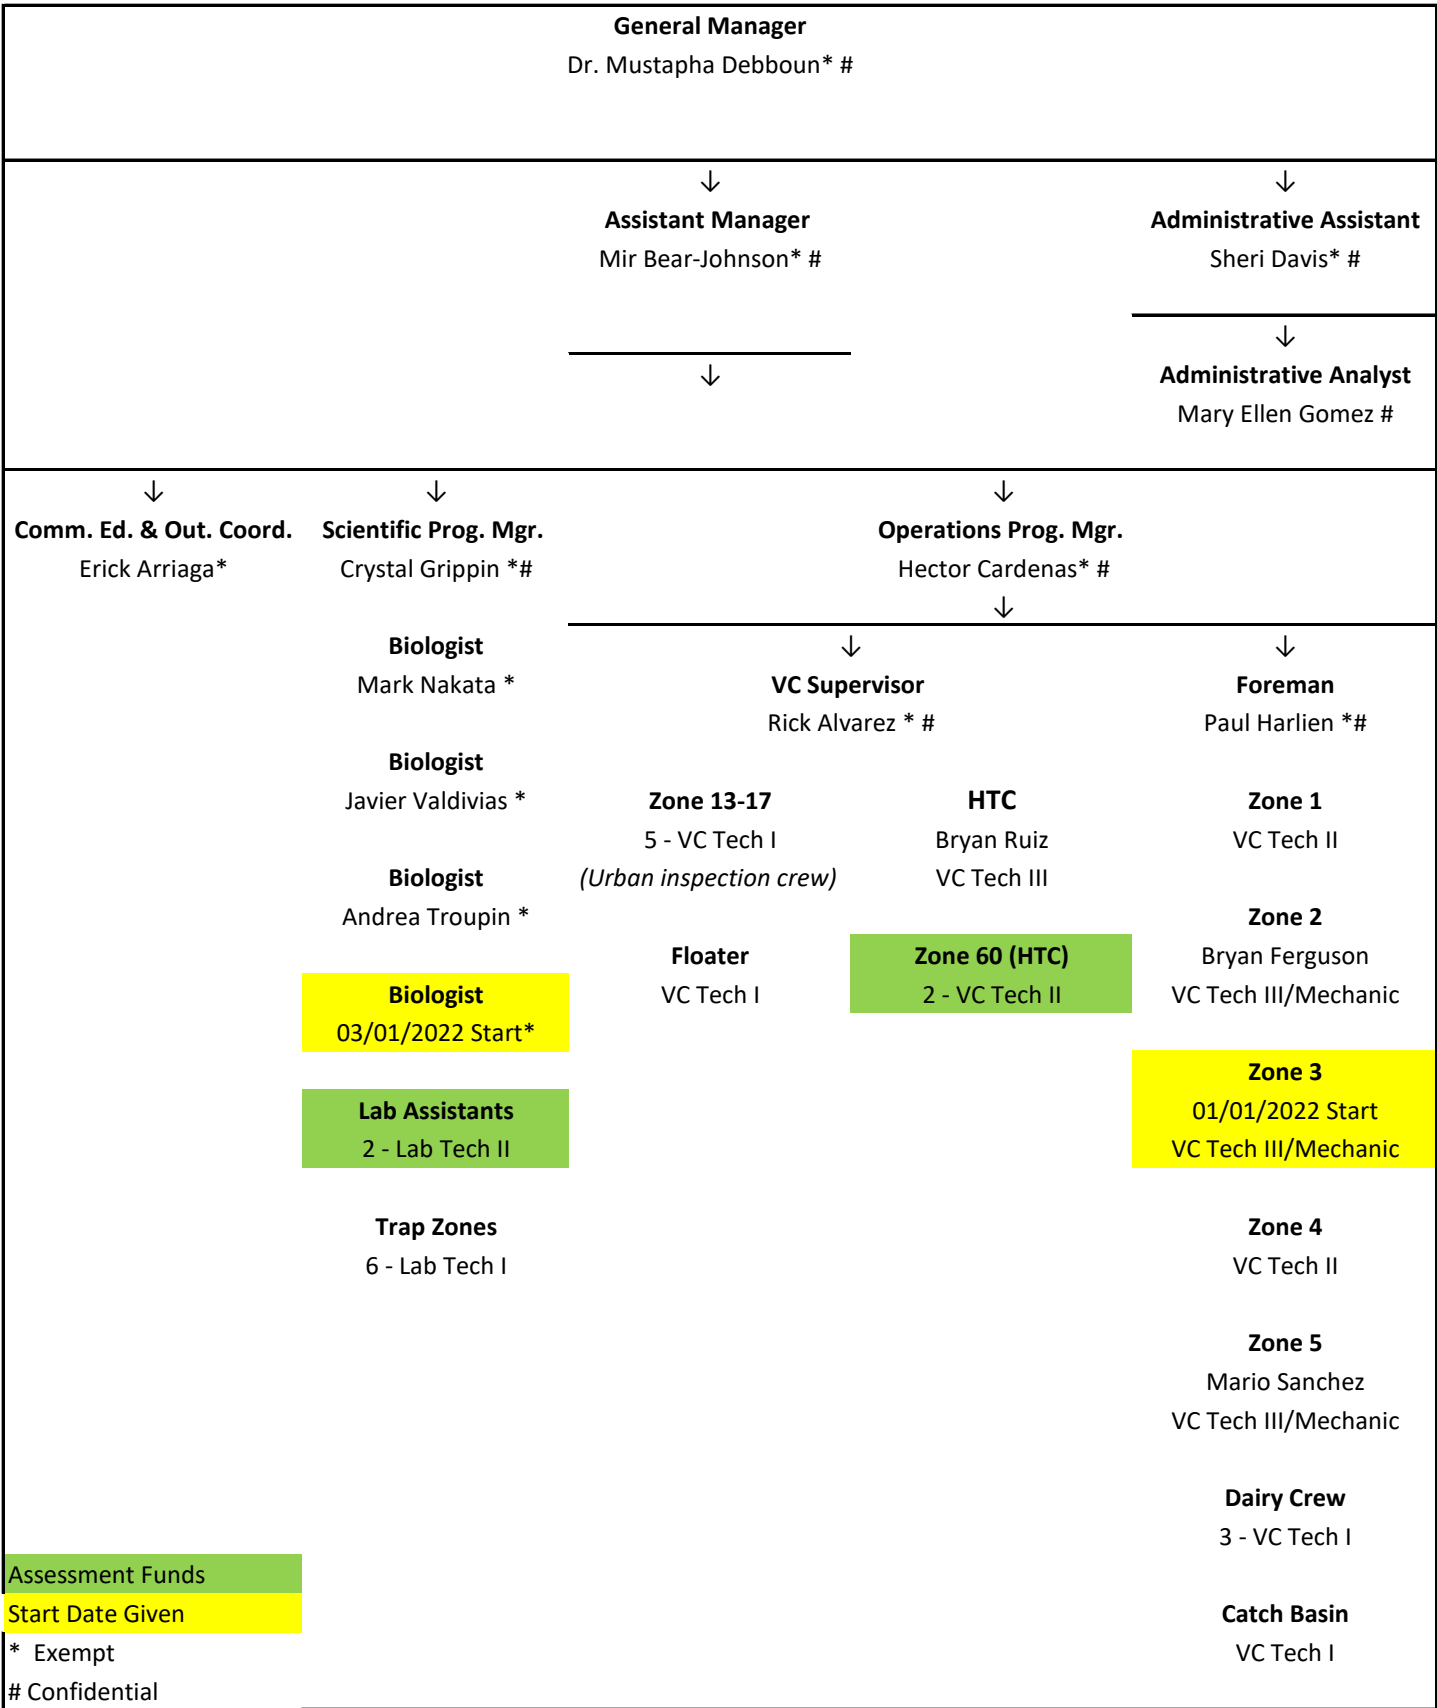 General Manager
Dr. Mustapha Debboun* #
↓
Assistant Manager
Mir Bear-Johnson* #
↓
↓
Administrative Assistant
Sheri Davis* #
↓
Administrative Analyst
Mary Ellen Gomez #
↓
Comm. Ed. & Out. Coord.
Erick Arriaga*
↓
Scientific Prog. Mgr.
Crystal Grippin *#
Biologist
Mark Nakata *
Biologist
Javier Valdivias *
Biologist
Andrea Troupin *
Biologist
03/01/2022 Start*
Lab Assistants
2 - Lab Tech II
Trap Zones
6 - Lab Tech I
↓
Operations Prog. Mgr.
Hector Cardenas* #
↓
↓
VC Supervisor
Rick Alvarez * #
Zone 13-17
5 - VC Tech I
(Urban inspection crew)
Floater
VC Tech I
HTC
Bryan Ruiz
VC Tech III
Zone 60 (HTC)
2 - VC Tech II
↓
Foreman
Paul Harlien *#
Zone 1
VC Tech II
Zone 2
Bryan Ferguson
VC Tech III/Mechanic
Zone 3
01/01/2022 Start
VC Tech III/Mechanic
Zone 4
VC Tech II
Zone 5
Mario Sanchez
VC Tech III/Mechanic
Dairy Crew
3 - VC Tech I
Catch Basin
VC Tech I
Assessment Funds
Start Date Given
* Exempt
# Confidential